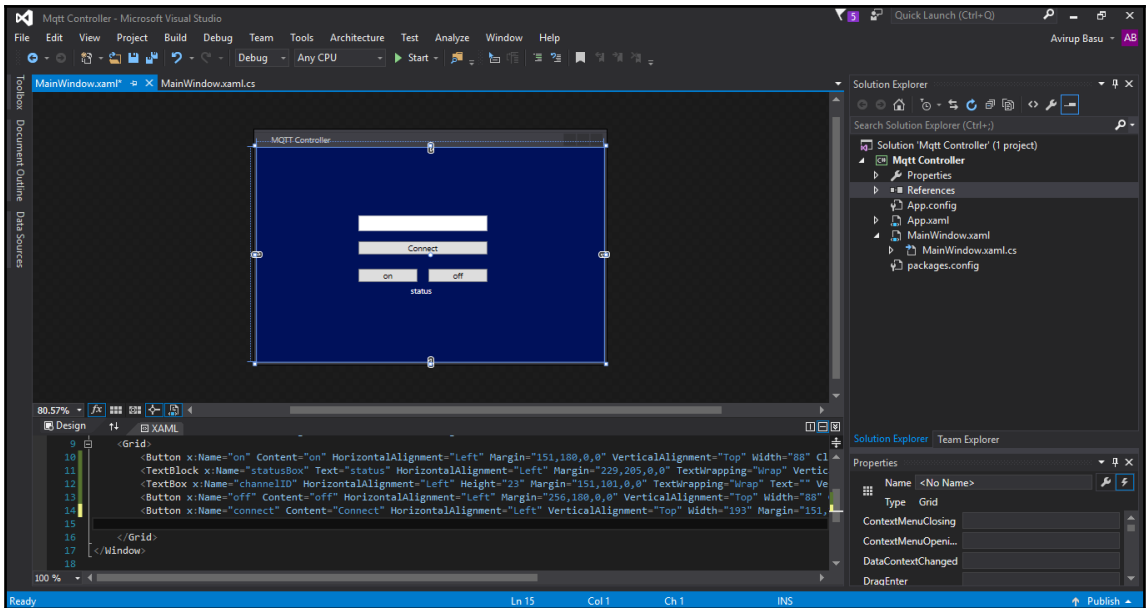 Mqtt Controller - Microsoft Visual Studio
5
Quick Launch (Ctrl+Q)
File Edit View Project Build Debug Team Tools Architecture Test Analyze Window Help
Avirup Basu AB
Debug Any CPU Start
Toolbox
Document Outline
Data Sources
MainWindow.xaml* MainWindow.xaml.cs
MQTT Controller
Connect
on off
status
80.57% fx
Design XAML
9 <Grid>
10 <Button x:Name="on" Content="on" HorizontalAlignment="Left" Margin="151,180,0,0" VerticalAlignment="Top" Width="88" Cl
11 <TextBlock x:Name="statusBox" Text="status" HorizontalAlignment="Left" Margin="229,205,0,0" TextWrapping="Wrap" Vertic
12 <TextBox x:Name="channelID" HorizontalAlignment="Left" Height="23" Margin="151,101,0,0" TextWrapping="Wrap" Text="" Ve
13 <Button x:Name="off" Content="off" HorizontalAlignment="Left" Margin="256,180,0,0" VerticalAlignment="Top" Width="88"
14 <Button x:Name="connect" Content="Connect" HorizontalAlignment="Left" VerticalAlignment="Top" Width="193" Margin="151,
15
16 </Grid>
17 </Window>
18
100 %
Solution Explorer
Search Solution Explorer (Ctrl+;)
Solution 'Mqtt Controller' (1 project)
C# Mqtt Controller
Properties
References
App.config
App.xaml
MainWindow.xaml
MainWindow.xaml.cs
packages.config
Solution Explorer Team Explorer
Properties
Name <No Name>
Type Grid
ContextMenuClosing
ContextMenuOpeni...
DataContextChanged
DragEnter
Ready Ln 15 Col 1 Ch 1 INS Publish